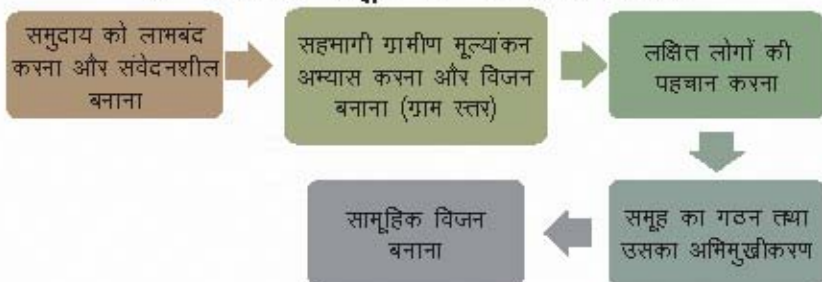 समुदाय को लामबंद
करना और संवेदनशील
बनाना
सहभागी ग्रामीण मूल्यांकन
अभ्यास करना और विजन
बनाना (ग्राम स्तर)
लक्षित लोगों की
पहचान करना
समूह का गठन तथा
उसका अभिमुखीकरण
सामूहिक विजन
बनाना